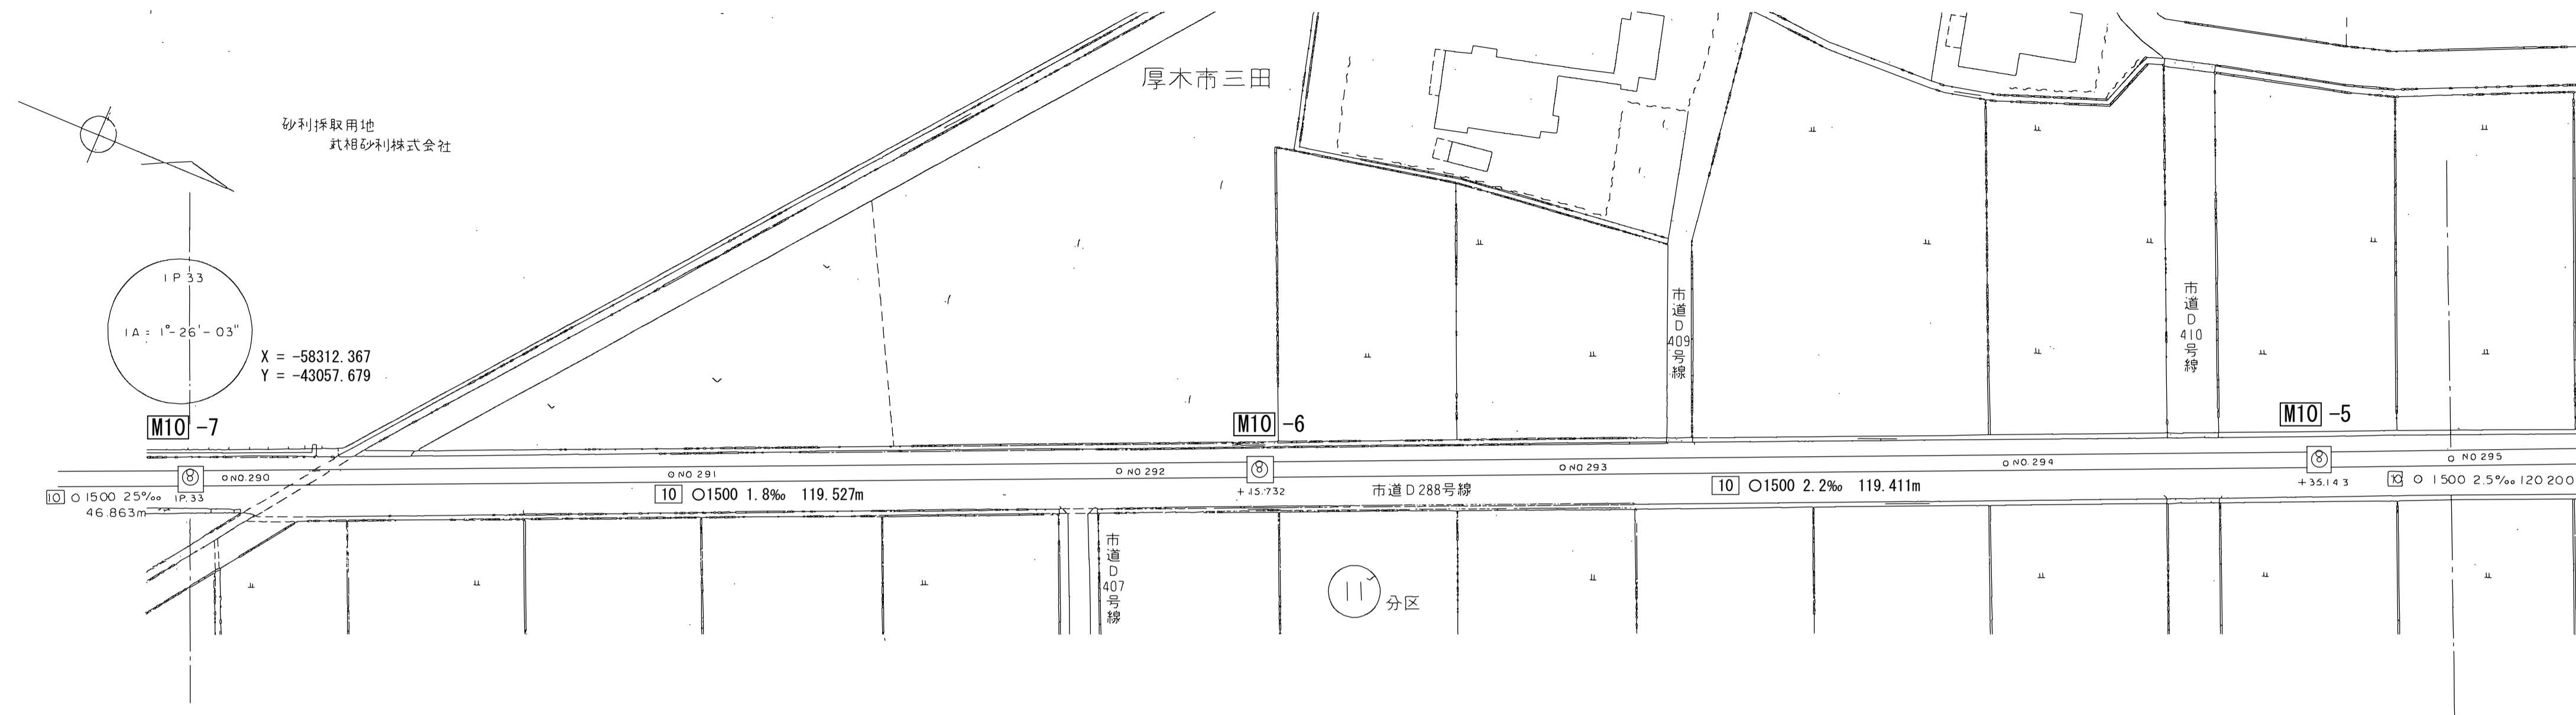 厚木市三田
砂利採取用地
武相砂利株式会社
IP.33
IA = 1°-26'-03"
X = -58312.367
Y = -43057.679
市道D409号線
市道D410号線
M10 -7
M10 -6
M10 -5
8
NO.290
NO 291
NO 292
8
NO 293
NO.294
8
NO 295
10 ○1500 25‰
46.863m
IP.33
10 ○1500 1.8‰ 119.527m
+15.732
市道D288号線
10 ○1500 2.2‰ 119.411m
+35.143
10 ○ 1500 2.5‰ 120 200
市道D407号線
11 分区